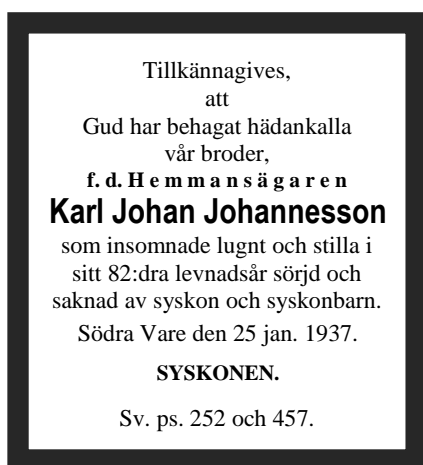 Tillkännagives,
att
Gud har behagat hädankalla
vår broder,
f. d. H e m m a n s ä g a r e n
Karl Johan Johannesson
som insomnade lugnt och stilla i
sitt 82:dra levnadsår sörjd och
saknad av syskon och syskonbarn.
Södra Vare den 25 jan. 1937.
SYSKONEN.
Sv. ps. 252 och 457.